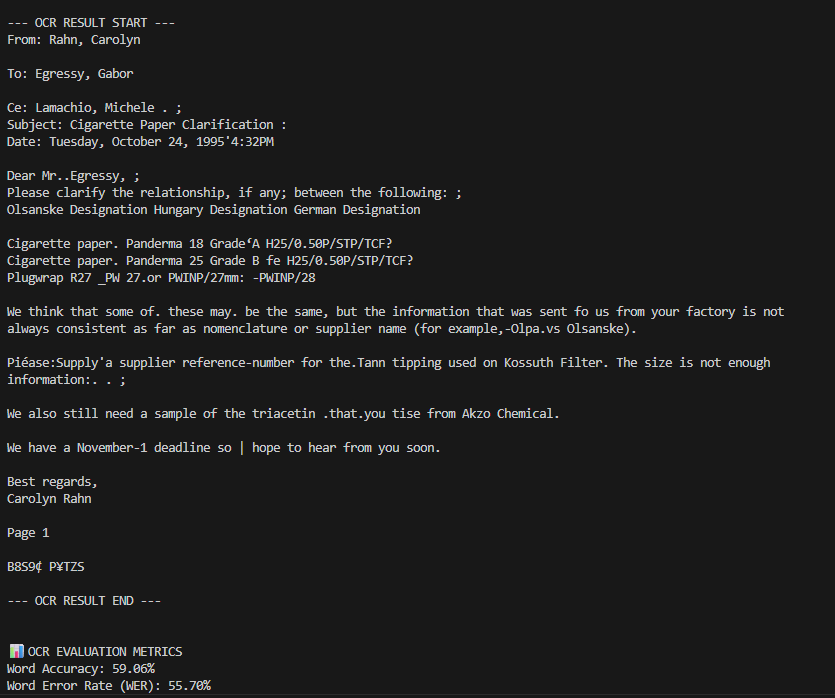 --- OCR RESULT START ---
From: Rahn, Carolyn
To: Egressy, Gabor
Ce: Lamachio, Michele . ;
Subject: Cigarette Paper Clarification :
Date: Tuesday, October 24, 1995'4:32PM
Dear Mr..Egressy, ;
Please clarify the relationship, if any; between the following: ;
Olsanske Designation Hungary Designation German Designation
Cigarette paper. Panderma 18 Grade‘A H25/0.50P/STP/TCF?
Cigarette paper. Panderma 25 Grade B fe H25/0.50P/STP/TCF?
Plugwrap R27 _PW 27.or PWINP/27mm: -PWINP/28
We think that some of. these may. be the same, but the information that was sent fo us from your factory is not
always consistent as far as nomenclature or supplier name (for example,-Olpa.vs Olsanske).
Piéase:Supply'a supplier reference-number for the.Tann tipping used on Kossuth Filter. The size is not enough
information:. . ;
We also still need a sample of the triacetin .that.you tise from Akzo Chemical.
We have a November-1 deadline so | hope to hear from you soon.
Best regards,
Carolyn Rahn
Page 1
B8S9¢ P¥TZS
--- OCR RESULT END ---
📊 OCR EVALUATION METRICS
Word Accuracy: 59.06%
Word Error Rate (WER): 55.70%